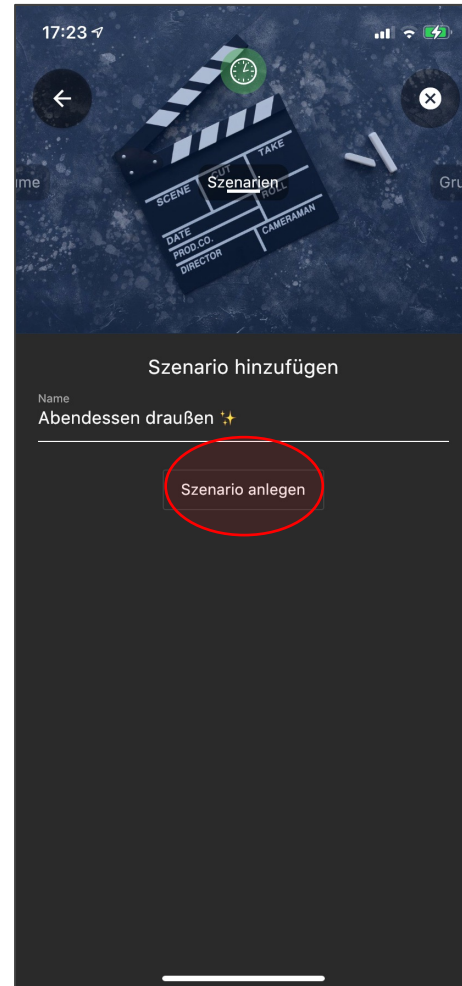 17:23
TAKE
CUT
SCENE
ume
Szenarien
Gru
ROLL
DATE
PROD.CO.
DIRECTOR
CAMERAMAN
Szenario hinzufügen
Name
Abendessen draußen ✨
Szenario anlegen